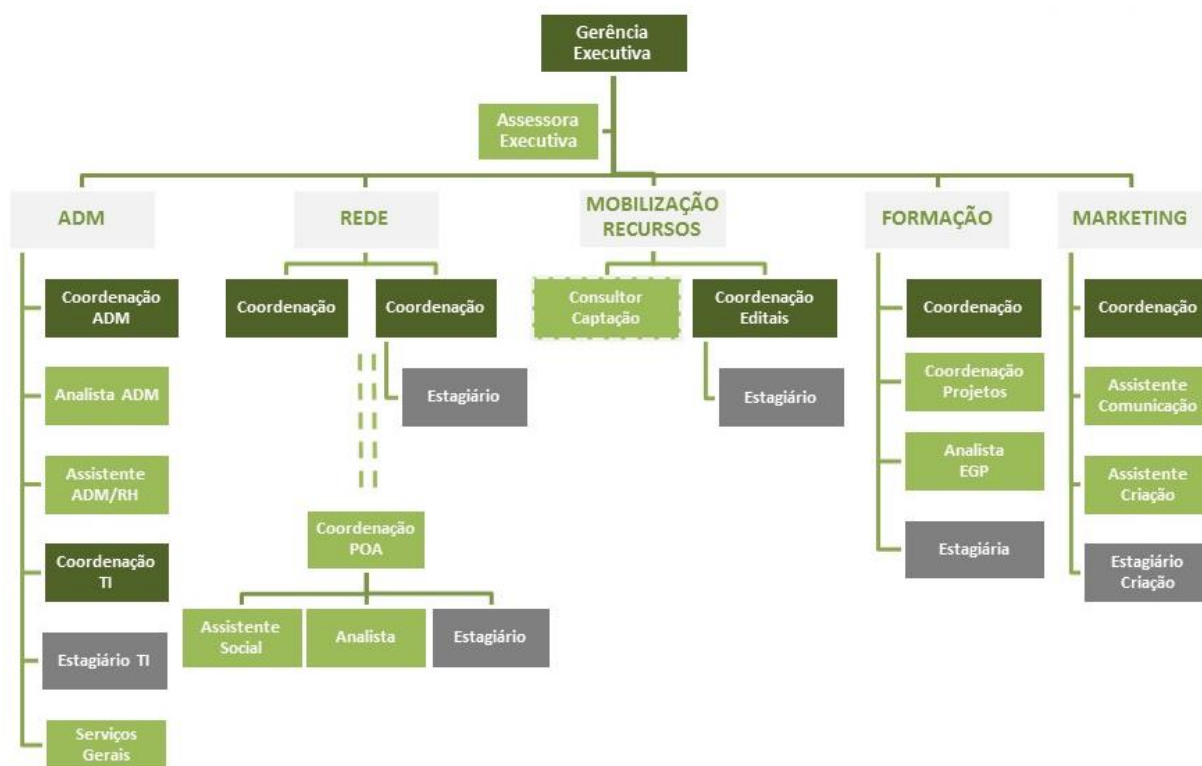 Gerência
Executiva
Assessora
Executiva
ADM
REDE
MOBILIZAÇÃO
RECURSOS
FORMAÇÃO
MARKETING
Coordenação
ADM
Coordenação
Coordenação
Consultor
Captação
Coordenação
Editais
Coordenação
Coordenação
Analista ADM
Estagiário
Estagiário
Coordenação
Projetos
Assistente
Comunicação
Assistente
ADM/RH
Analista
EGP
Assistente
Criação
Coordenação
TI
Coordenação
POA
Estagiária
Estagiário
Criação
Estagiário TI
Assistente
Social
Analista
Estagiário
Serviços
Gerais